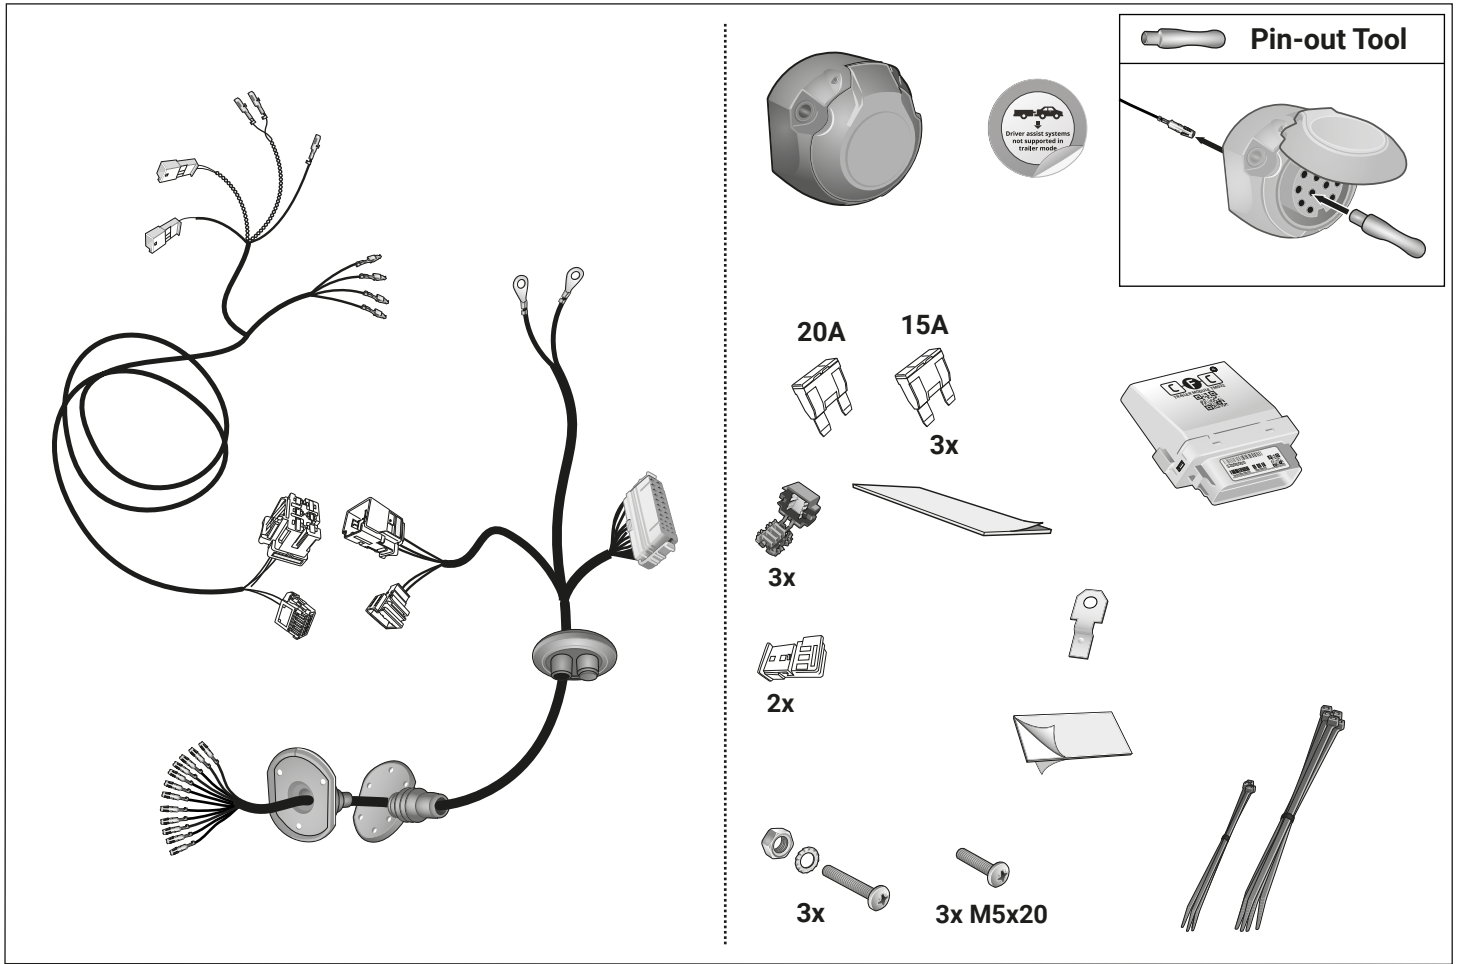 Pin-out Tool
Driver assist systems
not supported in
trailer mode
20A
15A
3x
CFC
3x
2x
3x
3x M5x20